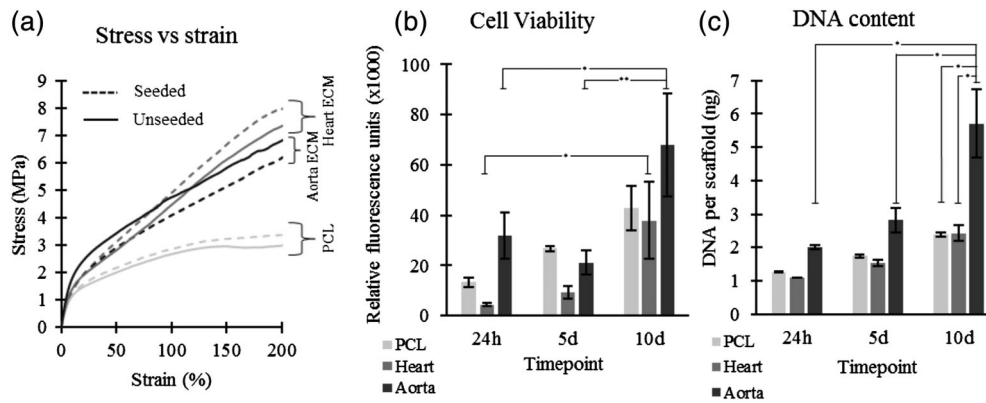 (a)
Stress vs strain
Stress (MPa)
9
8
7
6
5
4
3
2
1
0
Seeded
Unseeded
Heart ECM
Aorta ECM
PCL
0
50
100
150
200
Strain (%)
(b)
Cell Viability
Relative fluorescence units (x1000)
100
80
60
40
20
0
*
**
*
24h
5d
10d
Timepoint
PCL
Heart
Aorta
(c)
DNA content
DNA per scaffold (ng)
7
6
5
4
3
2
1
0
*
*
*
*
24h
5d
10d
Timepoint
PCL
Heart
Aorta